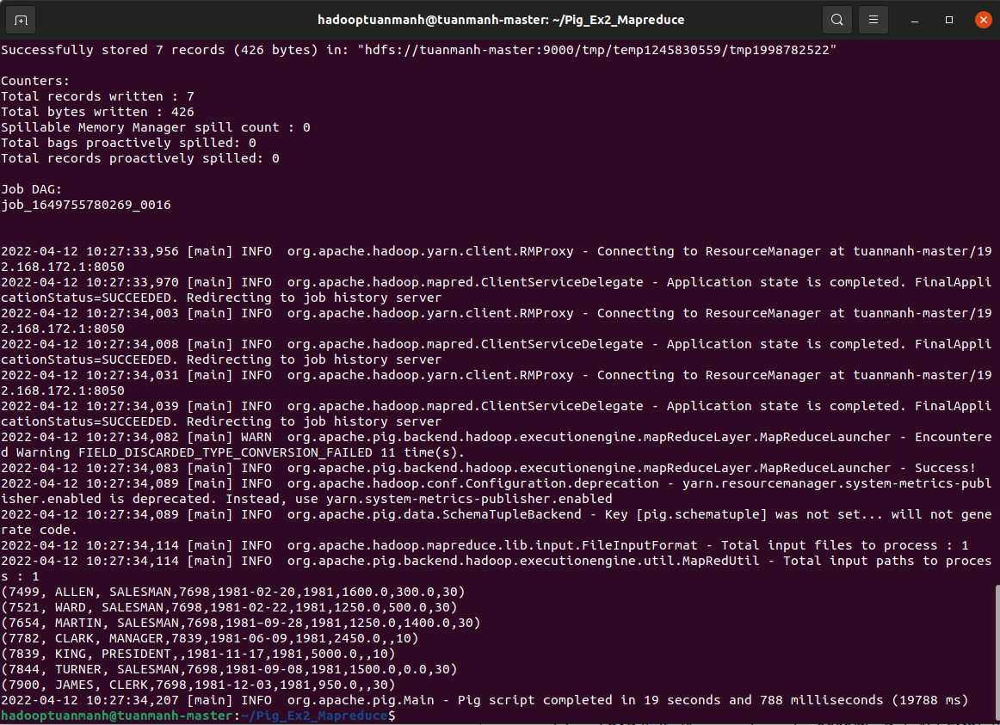 hadooptuanmanh@tuanmanh-master: ~/Pig_Ex2_Mapreduce
Successfully stored 7 records (426 bytes) in: "hdfs://tuanmanh-master:9000/tmp/temp1245830559/tmp1998782522"
Counters:
Total records written : 7
Total bytes written : 426
Spillable Memory Manager spill count : 0
Total bags proactively spilled: 0
Total records proactively spilled: 0
Job DAG:
job_1649755780269_0016
2022-04-12 10:27:33,956 [main] INFO  org.apache.hadoop.yarn.client.RMProxy - Connecting to ResourceManager at tuanmanh-master/19
2.168.172.1:8050
2022-04-12 10:27:33,970 [main] INFO  org.apache.hadoop.mapred.ClientServiceDelegate - Application state is completed. FinalAppli
cationStatus=SUCCEEDED. Redirecting to job history server
2022-04-12 10:27:34,003 [main] INFO  org.apache.hadoop.yarn.client.RMProxy - Connecting to ResourceManager at tuanmanh-master/19
2.168.172.1:8050
2022-04-12 10:27:34,008 [main] INFO  org.apache.hadoop.mapred.ClientServiceDelegate - Application state is completed. FinalAppli
cationStatus=SUCCEEDED. Redirecting to job history server
2022-04-12 10:27:34,031 [main] INFO  org.apache.hadoop.yarn.client.RMProxy - Connecting to ResourceManager at tuanmanh-master/19
2.168.172.1:8050
2022-04-12 10:27:34,039 [main] INFO  org.apache.hadoop.mapred.ClientServiceDelegate - Application state is completed. FinalAppli
cationStatus=SUCCEEDED. Redirecting to job history server
2022-04-12 10:27:34,082 [main] WARN  org.apache.pig.backend.hadoop.executionengine.mapReduceLayer.MapReduceLauncher - Encountere
d Warning FIELD_DISCARDED_TYPE_CONVERSION_FAILED 11 time(s).
2022-04-12 10:27:34,083 [main] INFO  org.apache.pig.backend.hadoop.executionengine.mapReduceLayer.MapReduceLauncher - Success!
2022-04-12 10:27:34,089 [main] INFO  org.apache.hadoop.conf.Configuration.deprecation - yarn.resourcemanager.system-metrics-publ
isher.enabled is deprecated. Instead, use yarn.system-metrics-publisher.enabled
2022-04-12 10:27:34,089 [main] INFO  org.apache.pig.data.SchemaTupleBackend - Key [pig.schematuple] was not set... will not gene
rate code.
2022-04-12 10:27:34,114 [main] INFO  org.apache.hadoop.mapreduce.lib.input.FileInputFormat - Total input files to process : 1
2022-04-12 10:27:34,114 [main] INFO  org.apache.pig.backend.hadoop.executionengine.util.MapRedUtil - Total input paths to proces
s : 1
(7499, ALLEN, SALESMAN,7698,1981-02-20,1981,1600.0,300.0,30)
(7521, WARD, SALESMAN,7698,1981-02-22,1981,1250.0,500.0,30)
(7654, MARTIN, SALESMAN,7698,1981-09-28,1981,1250.0,1400.0,30)
(7782, CLARK, MANAGER,7839,1981-06-09,1981,2450.0,,10)
(7839, KING, PRESIDENT,,1981-11-17,1981,5000.0,,10)
(7844, TURNER, SALESMAN,7698,1981-09-08,1981,1500.0,0.0,30)
(7900, JAMES, CLERK,7698,1981-12-03,1981,950.0,,30)
2022-04-12 10:27:34,207 [main] INFO  org.apache.pig.Main - Pig script completed in 19 seconds and 788 milliseconds (19788 ms)
hadooptuanmanh@tuanmanh-master:~/Pig_Ex2_Mapreduce$